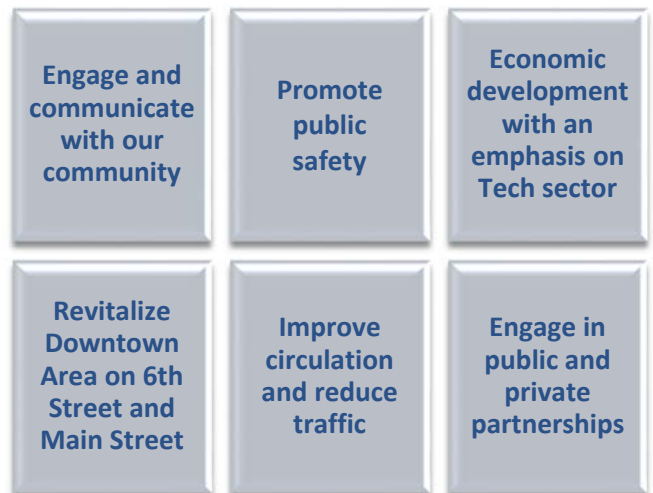 Engage and
communicate
with our
community
Promote
public
safety
Economic
development
with an
emphasis on
Tech sector
Revitalize
Downtown
Area on 6th
Street and
Main Street
Improve
circulation
and reduce
traffic
Engage in
public and
private
partnerships